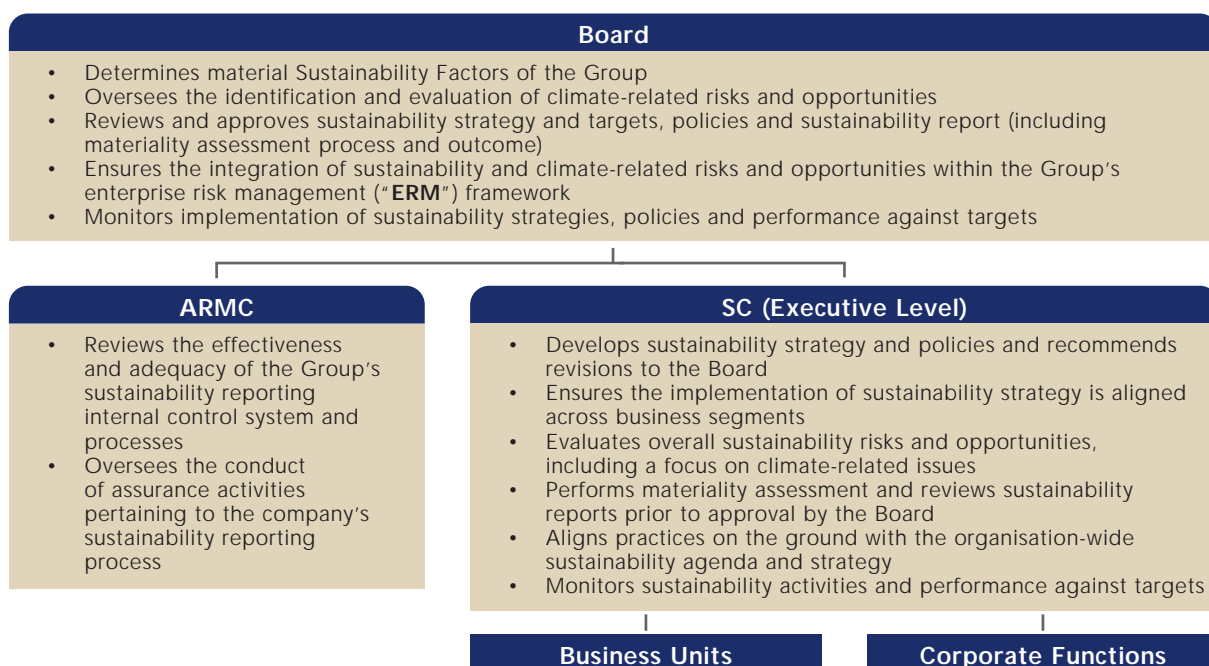 Board
• Determines material Sustainability Factors of the Group
• Oversees the identification and evaluation of climate-related risks and opportunities
• Reviews and approves sustainability strategy and targets, policies and sustainability report (including
materiality assessment process and outcome)
• Ensures the integration of sustainability and climate-related risks and opportunities within the Group's
enterprise risk management ("ERM") framework
• Monitors implementation of sustainability strategies, policies and performance against targets
ARMC
• Reviews the effectiveness
and adequacy of the Group's
sustainability reporting
internal control system and
processes
• Oversees the conduct
of assurance activities
pertaining to the company's
sustainability reporting
process
SC (Executive Level)
• Develops sustainability strategy and policies and recommends
revisions to the Board
• Ensures the implementation of sustainability strategy is aligned
across business segments
• Evaluates overall sustainability risks and opportunities,
including a focus on climate-related issues
• Performs materiality assessment and reviews sustainability
reports prior to approval by the Board
• Aligns practices on the ground with the organisation-wide
sustainability agenda and strategy
• Monitors sustainability activities and performance against targets
Business Units
Corporate Functions